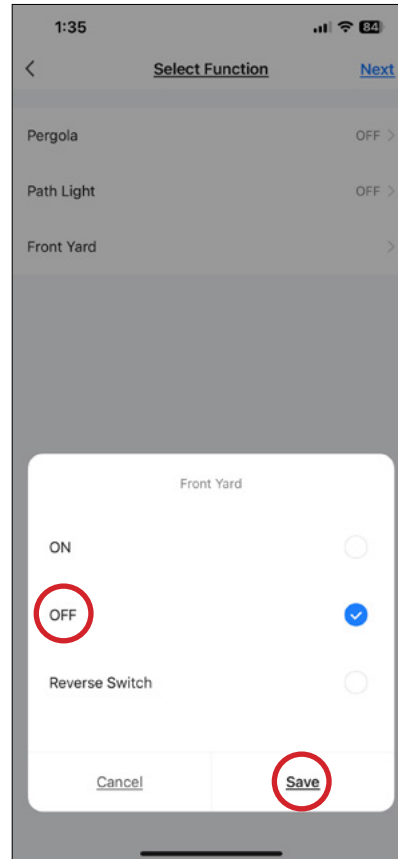 1:35 84
< Select Function Next
Pergola OFF >
Path Light OFF >
Front Yard >
Front Yard
ON
OFF
Reverse Switch
Cancel Save